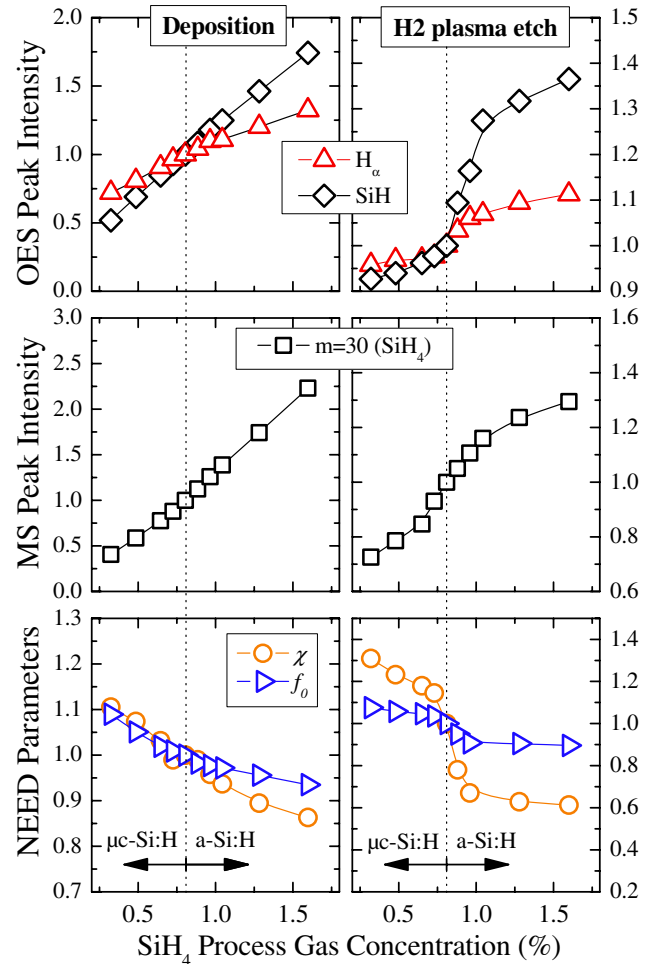 Deposition
H2 plasma etch
OES Peak Intensity
2.0
1.5
1.0
0.5
0.0
1.5
1.4
1.3
1.2
1.1
1.0
0.9
Hα
SiH
MS Peak Intensity
3.0
2.5
2.0
1.5
1.0
0.5
0.0
1.6
1.4
1.2
1.0
0.8
0.6
m=30 (SiH4)
NEED Parameters
1.3
1.2
1.1
1.0
0.9
0.8
0.7
1.4
1.2
1.0
0.8
0.6
0.4
0.2
χ
f0
μc-Si:H a-Si:H
μc-Si:H a-Si:H
0.5 1.0 1.5
0.5 1.0 1.5
SiH4 Process Gas Concentration (%)